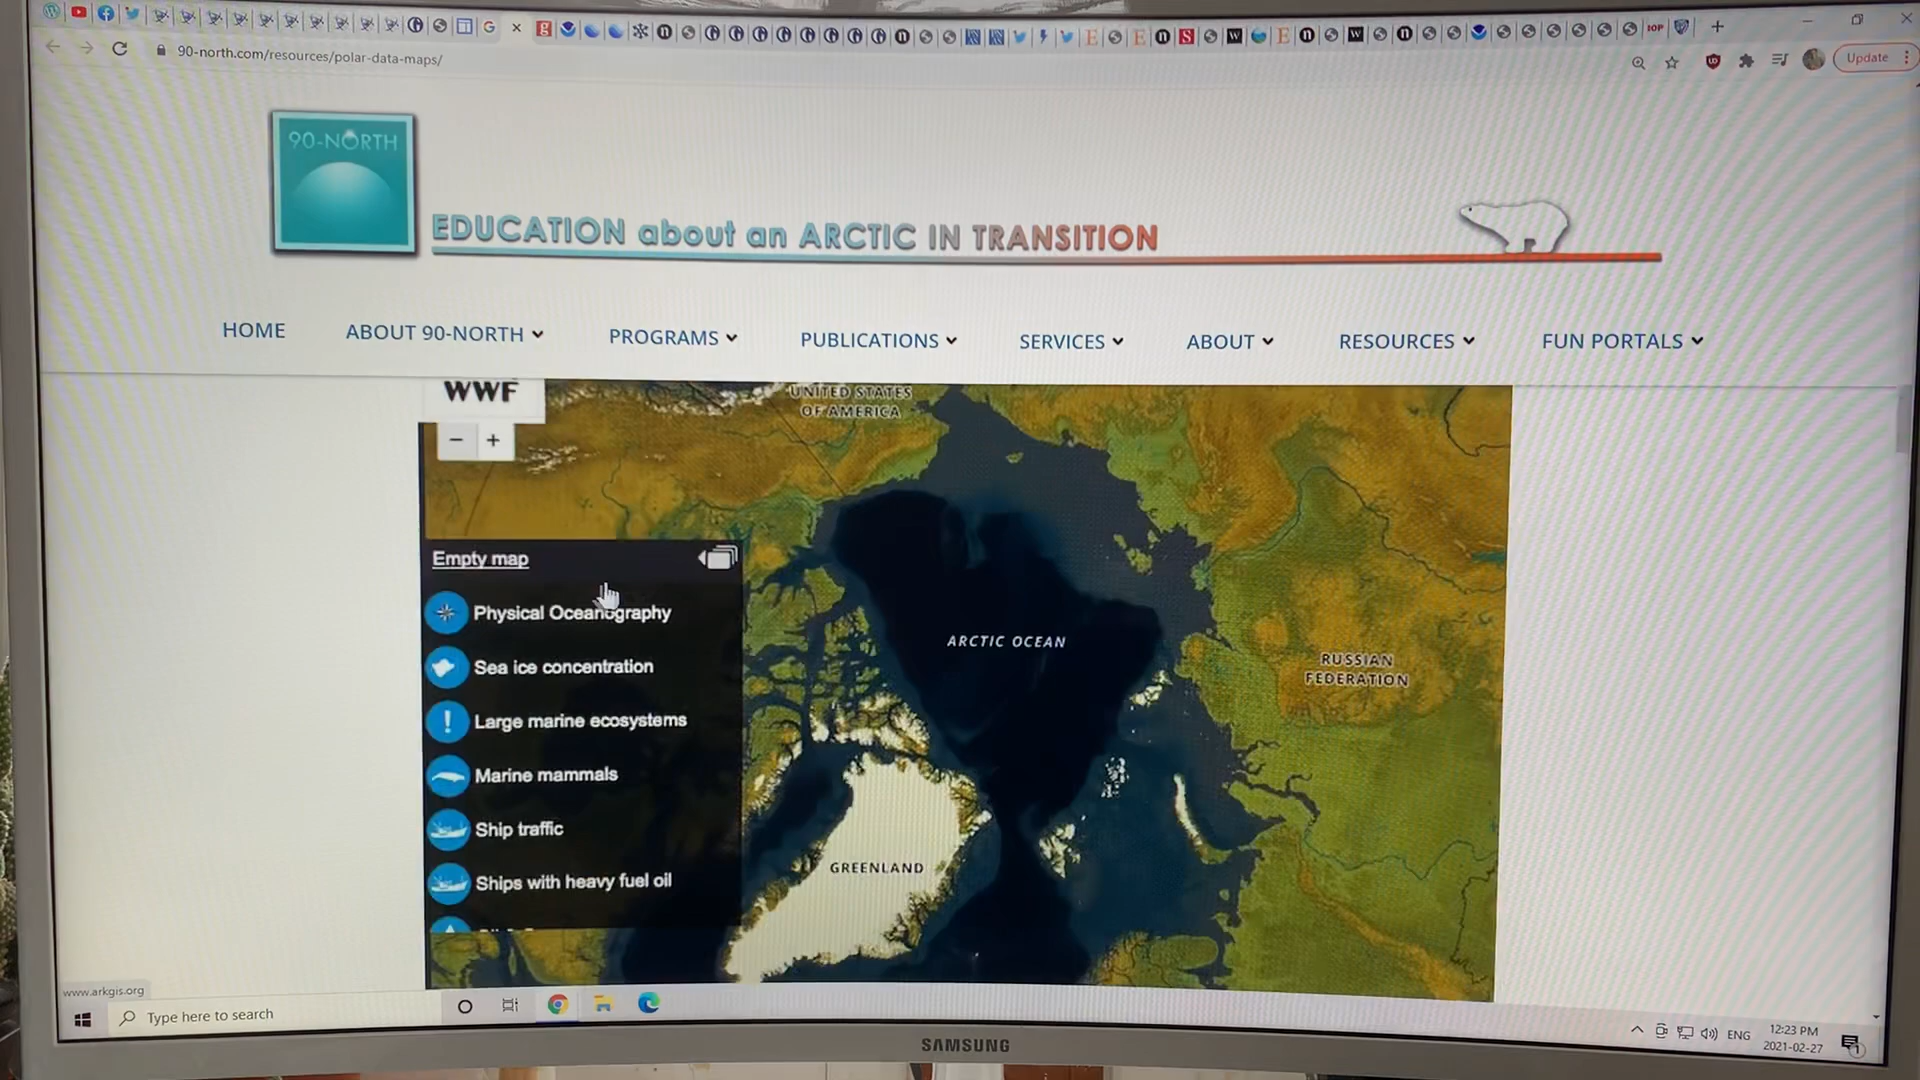 90-north.com/resources/polar-data-maps/
Update
90-NORTH
EDUCATION about an ARCTIC IN TRANSITION
HOME
ABOUT 90-NORTH
PROGRAMS
PUBLICATIONS
SERVICES
ABOUT
RESOURCES
FUN PORTALS
WWF
− +
UNITED STATES
OF AMERICA
Empty map
Physical Oceanography
Sea ice concentration
Large marine ecosystems
Marine mammals
Ship traffic
Ships with heavy fuel oil
ARCTIC OCEAN
RUSSIAN
FEDERATION
GREENLAND
www.arkgis.org
Type here to search
ENG
12:23 PM
2021-02-27
SAMSUNG